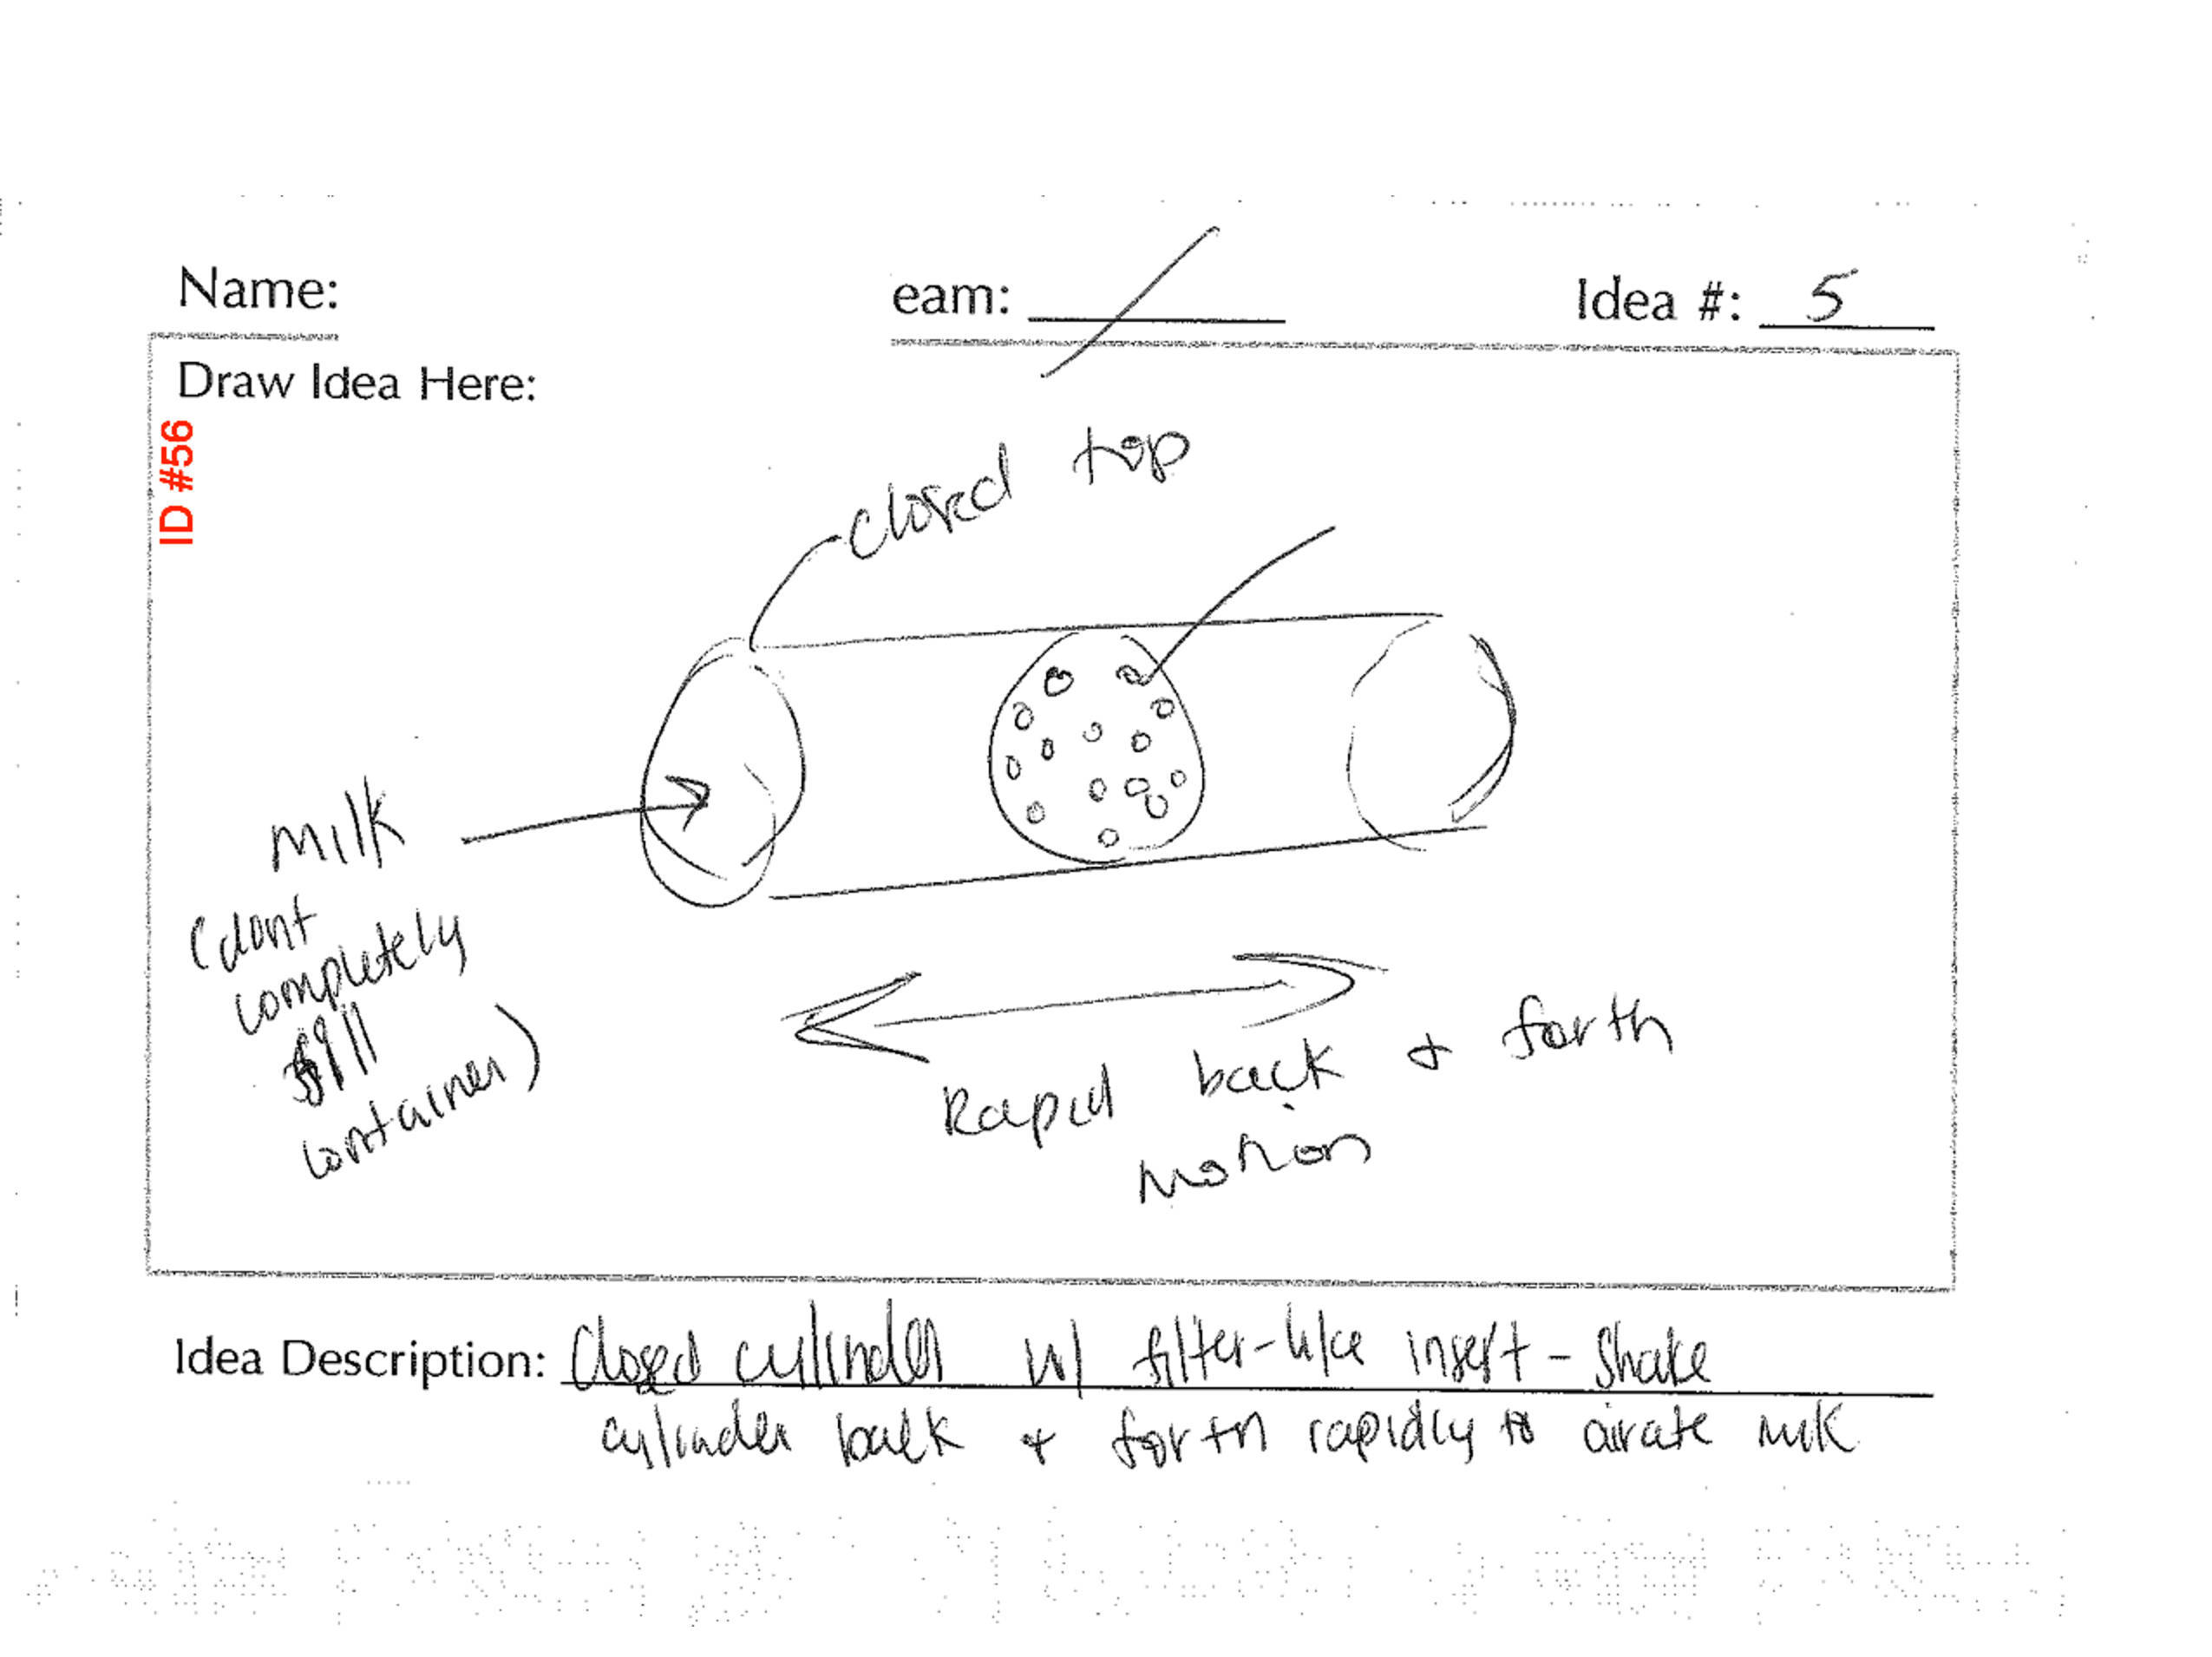 Name: eam: Idea #: 5
Draw Idea Here:
ID #56
closed top
Milk
(dont
completely
fill
container)
Rapid back & forth
Motion
Idea Description: Closed cylinder w/ filter-like insert - Shake
cylinder back & forth rapidly to airate milk